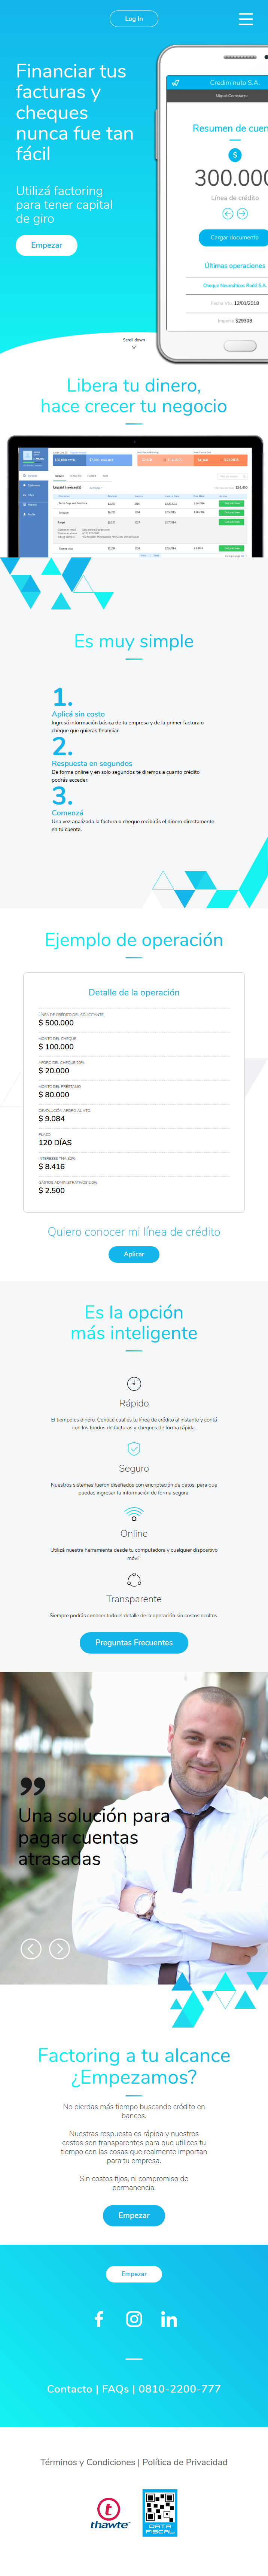 Log In
Financiar tus
facturas y
cheques
nunca fue tan
fácil
Utilizá factoring
para tener capital
de giro
Empezar
Crediminuto S.A.
Resumen de cuen
$
300.000
Línea de crédito
Cargar documento
Últimas operaciones
Cheque Neumáticos Rudd S.A.
12/01/2018
$29308
Scroll down
Libera tu dinero,
hace crecer tu negocio
Es muy simple
1.
Aplicá sin costo
Ingresá información básica de tu empresa y de la primer factura o
cheque que quieras financiar.
2.
Respuesta en segundos
De forma online y en solo segundos te diremos a cuanto crédito
podrás acceder.
3.
Comenzá
Una vez analizada la factura o cheque recibirás el dinero directamente
en tu cuenta.
Ejemplo de operación
Detalle de la operación
LÍNEA DE CRÉDITO DEL SOLICITANTE
$ 500.000
MONTO DEL CHEQUE
$ 100.000
AFORO DEL CHEQUE 20%
$ 20.000
MONTO DEL PRÉSTAMO
$ 80.000
DEVOLUCIÓN AFORO AL VTO.
$ 9.084
PLAZO
120 DÍAS
INTERESES TNA 32%
$ 8.416
GASTOS ADMINISTRATIVOS 2,5%
$ 2.500
Quiero conocer mi línea de crédito
Aplicar
Es la opción
más inteligente
Rápido
El tiempo es dinero. Conocé cual es tu línea de crédito al instante y contá
con los fondos de facturas y cheques de forma rápida.
Seguro
Nuestros sistemas fueron diseñados con encriptación de datos, para que
puedas ingresar tu información de forma segura.
Online
Utilizá nuestra herramienta desde tu computadora y cualquier dispositivo
móvil.
Transparente
Siempre podrás conocer todo el detalle de la operación sin costos ocultos.
Preguntas Frecuentes
”
Una solución para
pagar cuentas
atrasadas
Factoring a tu alcance
¿Empezamos?
No pierdas más tiempo buscando crédito en
bancos.
Nuestras respuesta es rápida y nuestros
costos son transparentes para que utilices tu
tiempo con las cosas que realmente importan
para tu empresa.
Sin costos fijos, ni compromiso de
permanencia.
Empezar
Empezar
Contacto | FAQs | 0810-2200-777
Términos y Condiciones | Política de Privacidad
thawte
DATA
FISCAL